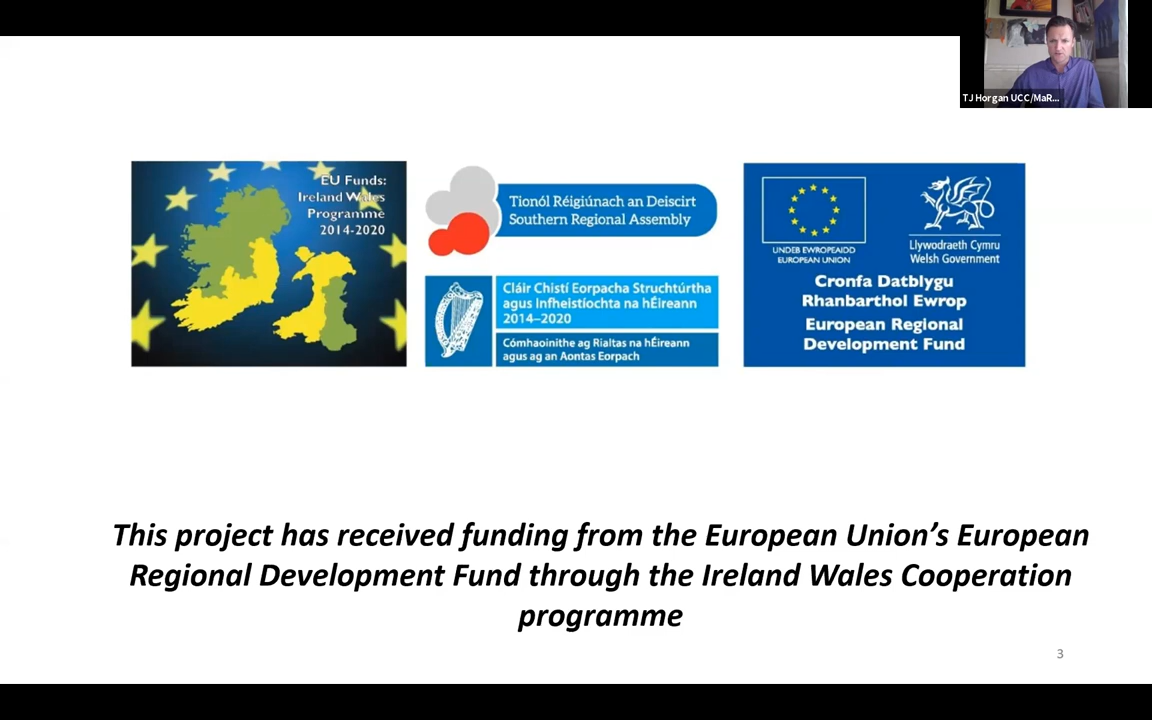 TJ Horgan UCC/MaR...
EU Funds:
Ireland Wales
Programme
2014-2020
Tionól Réigiúnach an Deiscirt
Southern Regional Assembly
Cláir Chistí Eorpacha Struchtúrtha
agus Infheistíochta na hÉireann
2014–2020
Cómhaoinithe ag Rialtas na hÉireann
agus ag an Aontas Eorpach
UNDEB EWROPEAIDD
EUROPEAN UNION
Llywodraeth Cymru
Welsh Government
Cronfa Datblygu
Rhanbarthol Ewrop
European Regional
Development Fund
This project has received funding from the European Union’s European
Regional Development Fund through the Ireland Wales Cooperation
programme
3